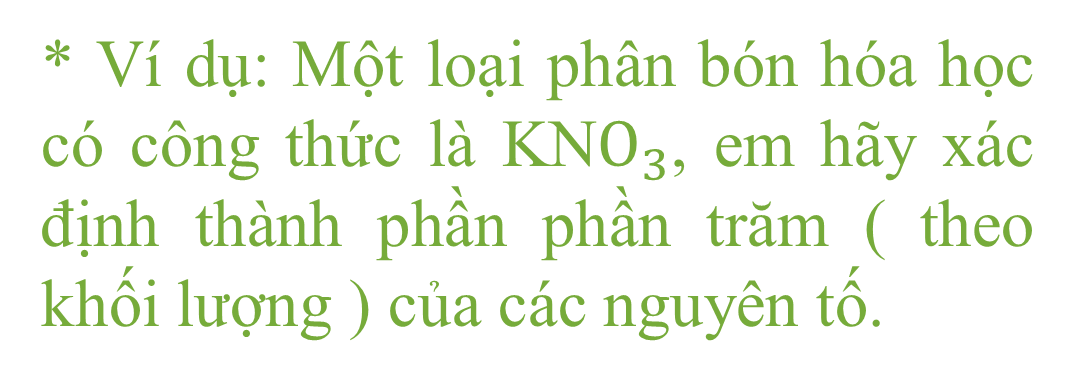 * Ví dụ: Một loại phân bón hóa học
có công thức là KNO₃, em hãy xác
định thành phần phần trăm ( theo
khối lượng ) của các nguyên tố.